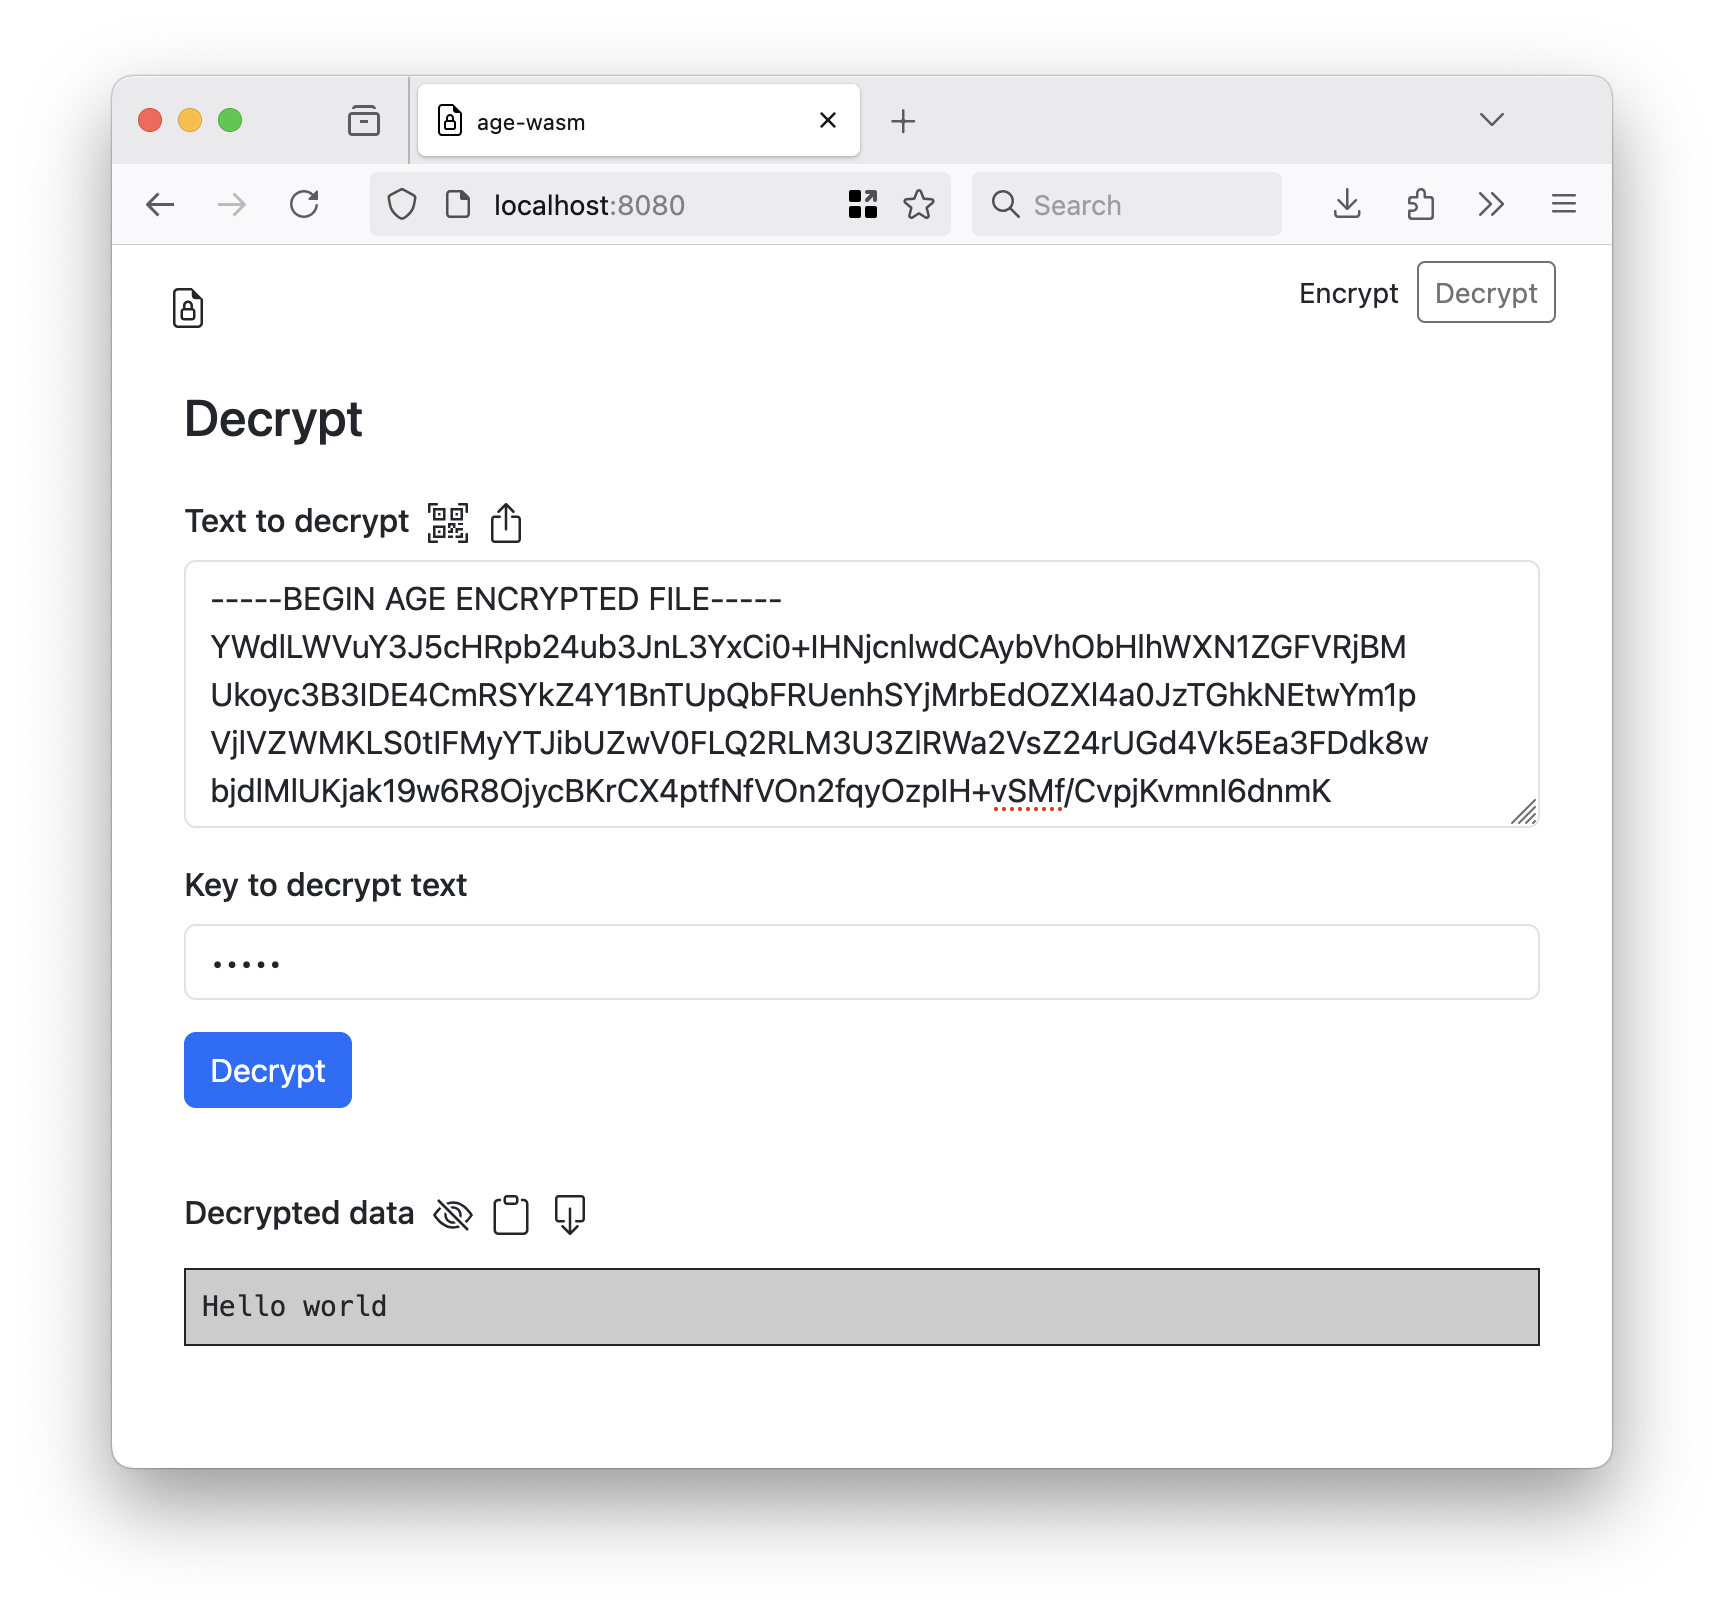 age-wasm
localhost:8080
Search
Encrypt Decrypt
Decrypt
Text to decrypt
-----BEGIN AGE ENCRYPTED FILE-----
YWdlLWVuY3J5cHRpb24ub3JnL3YxCi0+IHNjcnlwdCAybVhObHlhWXN1ZGFVRjBM
Ukoyc3B3IDE4CmRSYkZ4Y1BnTUpQbFRUenhSYjMrbEdOZXl4a0JzTGhkNEtwYm1p
VjlVZWMKLS0tIFMyYTJibUZwV0FLQ2RLM3U3ZlRWa2VsZ24rUGd4Vk5Ea3FDdk8w
bjdlMlUKjak19w6R8OjycBKrCX4ptfNfVOn2fqyOzpIH+vSMf/CvpjKvmnI6dnmK
Key to decrypt text
•••••
Decrypt
Decrypted data
Hello world